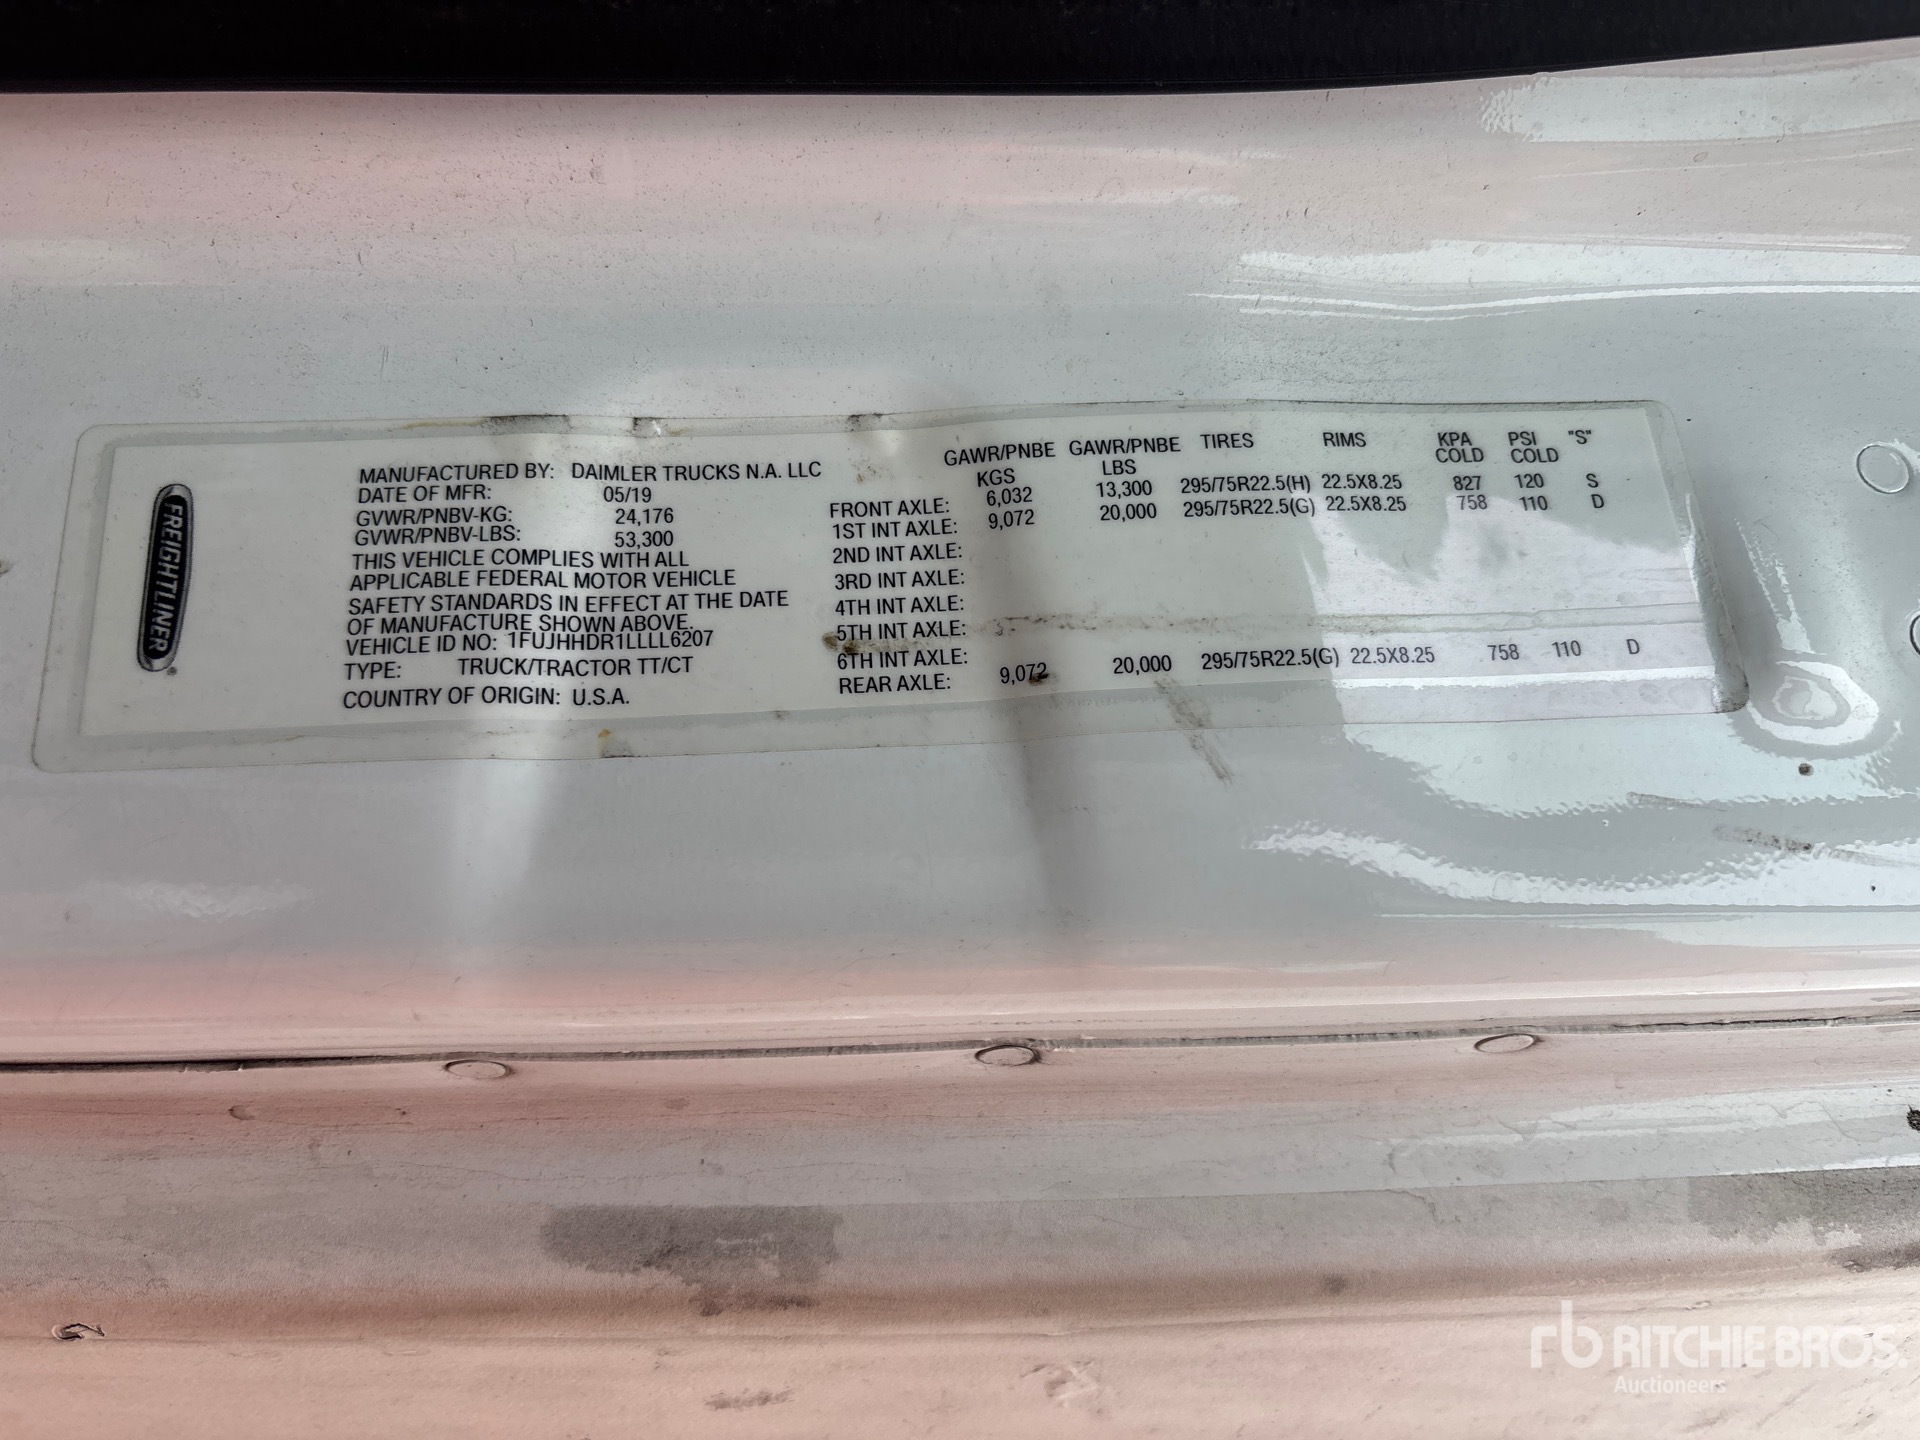 FREIGHTLINER®
MANUFACTURED BY: DAIMLER TRUCKS N.A. LLC
DATE OF MFR: 05/19
GVWR/PNBV-KG: 24,176
GVWR/PNBV-LBS: 53,300
THIS VEHICLE COMPLIES WITH ALL
APPLICABLE FEDERAL MOTOR VEHICLE
SAFETY STANDARDS IN EFFECT AT THE DATE
OF MANUFACTURE SHOWN ABOVE.
VEHICLE ID NO: 1FUJHHDR1LLLL6207
TYPE: TRUCK/TRACTOR TT/CT
COUNTRY OF ORIGIN: U.S.A.
GAWR/PNBE KGS GAWR/PNBE LBS TIRES RIMS KPA COLD PSI COLD "S"
FRONT AXLE: 6,032 13,300 295/75R22.5(H) 22.5X8.25 827 120 S
1ST INT AXLE: 9,072 20,000 295/75R22.5(G) 22.5X8.25 758 110 D
2ND INT AXLE:
3RD INT AXLE:
4TH INT AXLE:
5TH INT AXLE:
6TH INT AXLE:
REAR AXLE: 9,072 20,000 295/75R22.5(G) 22.5X8.25 758 110 D
rb RITCHIE BROS.
Auctioneers